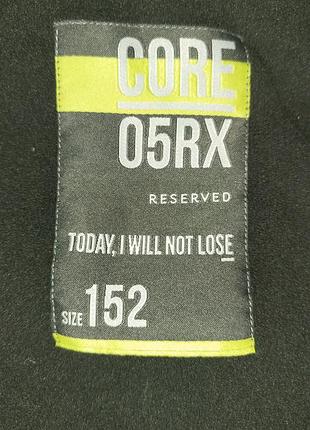 CORE
05RX
RESERVED
TODAY, I WILL NOT LOSE
SIZE 152